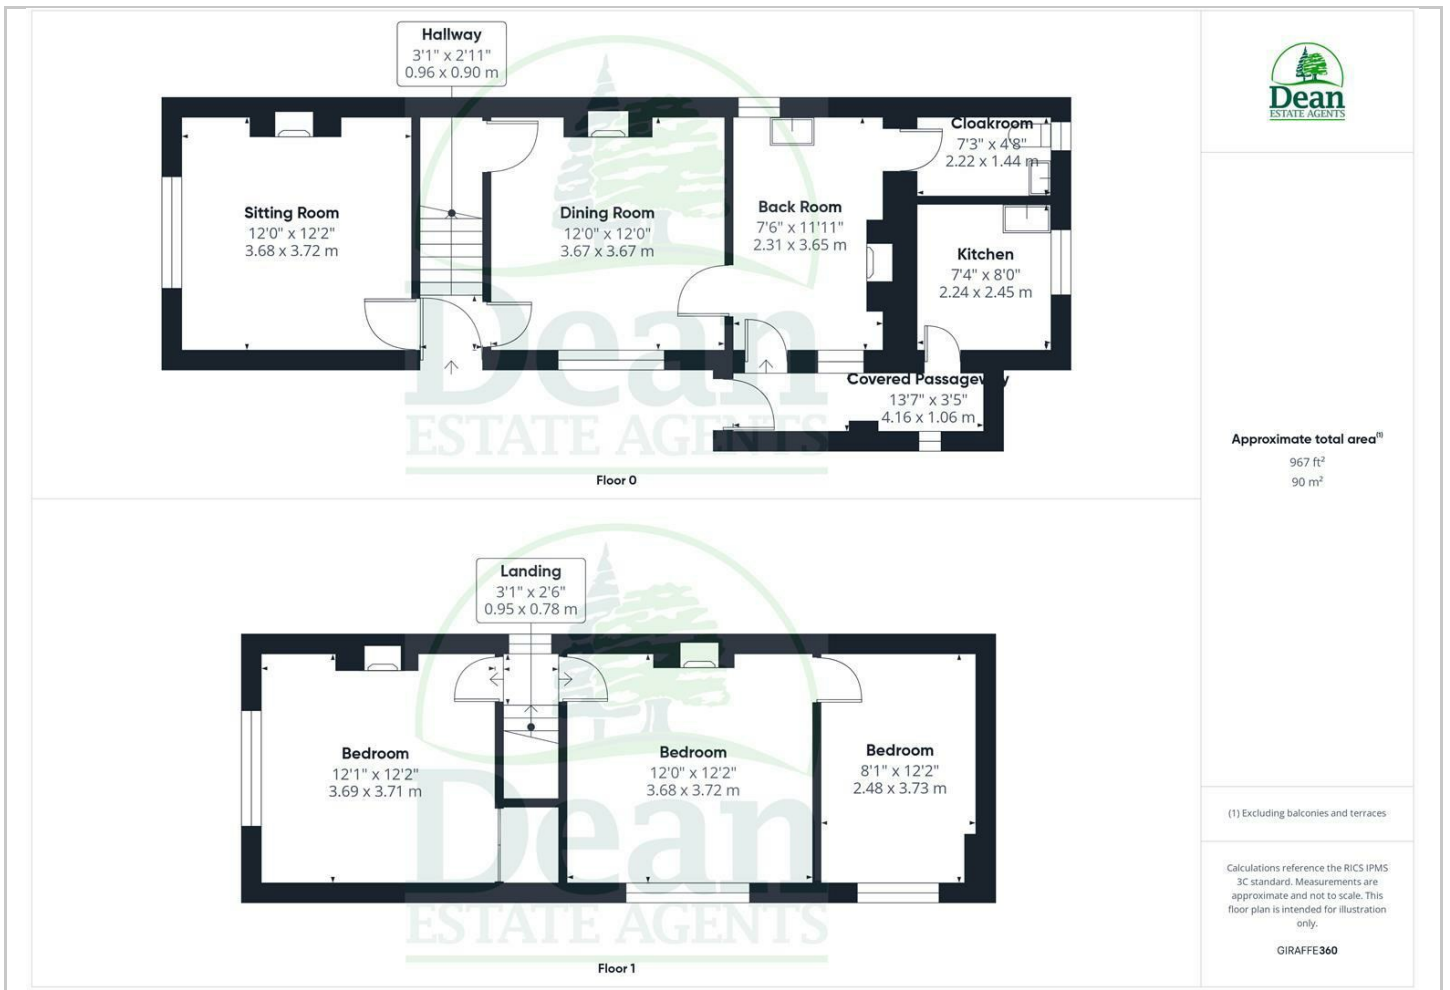 Hallway
3'1" x 2'11"
0.96 x 0.90 m
Sitting Room
12'0" x 12'2"
3.68 x 3.72 m
Dining Room
12'0" x 12'0"
3.67 x 3.67 m
Back Room
7'6" x 11'11"
2.31 x 3.65 m
Cloakroom
7'3" x 4'8"
2.22 x 1.44 m
Kitchen
7'4" x 8'0"
2.24 x 2.45 m
Covered Passageway
13'7" x 3'5"
4.16 x 1.06 m
Dean
ESTATE AGENTS
Floor 0
Landing
3'1" x 2'6"
0.95 x 0.78 m
Bedroom
12'1" x 12'2"
3.69 x 3.71 m
Bedroom
12'0" x 12'2"
3.68 x 3.72 m
Bedroom
8'1" x 12'2"
2.48 x 3.73 m
Dean
ESTATE AGENTS
Floor 1
Dean
ESTATE AGENTS
Approximate total area(1)
967 ft²
90 m²
(1) Excluding balconies and terraces
Calculations reference the RICS IPMS
3C standard. Measurements are
approximate and not to scale. This
floor plan is intended for illustration
only.
GIRAFFE360